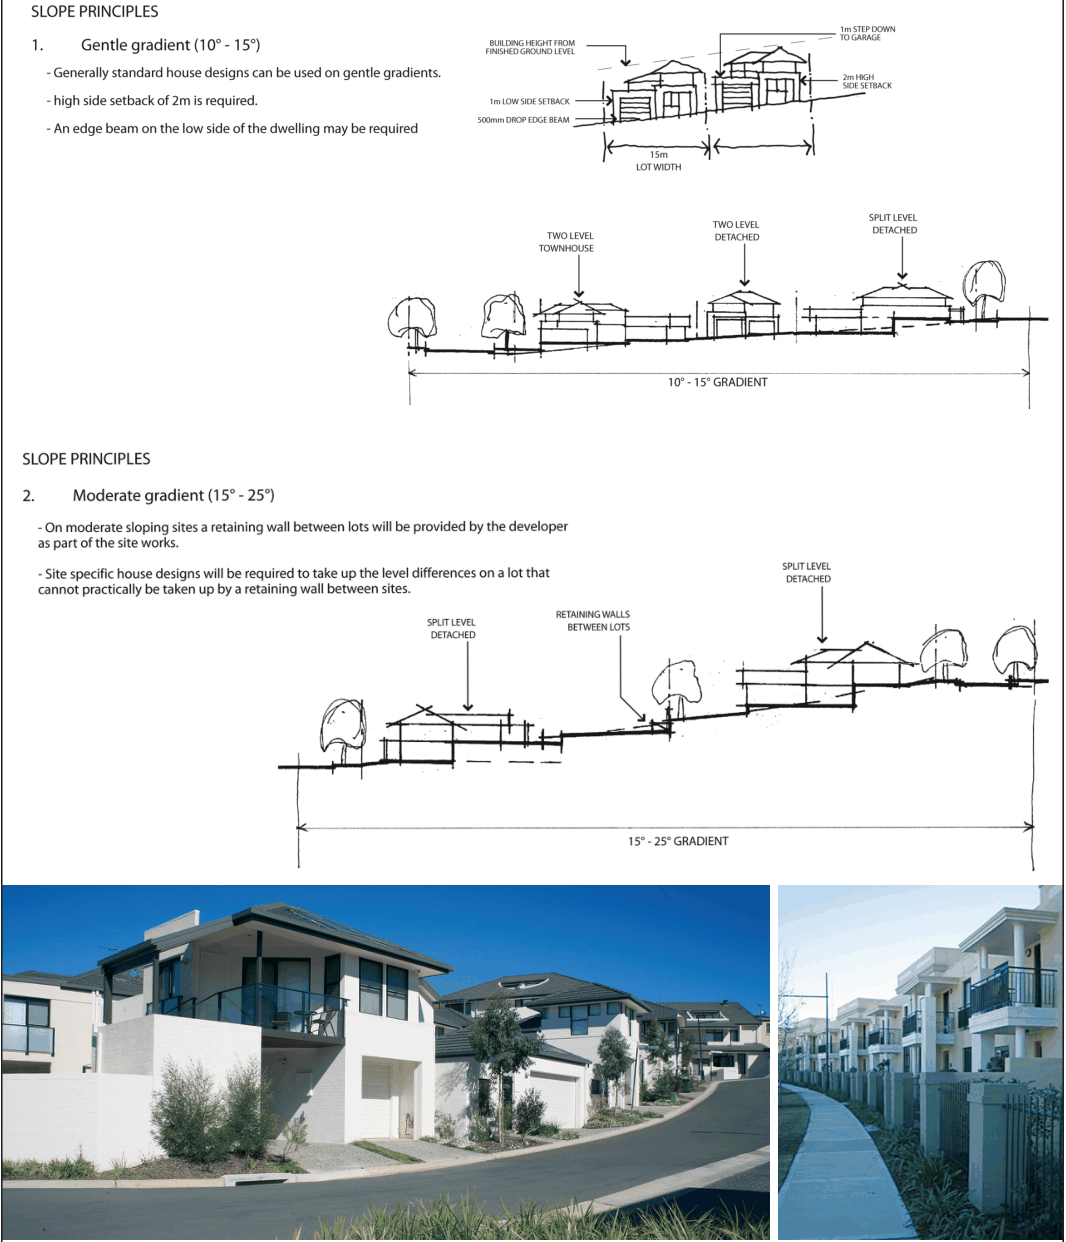 SLOPE PRINCIPLES
1. Gentle gradient (10° - 15°)
- Generally standard house designs can be used on gentle gradients.
- high side setback of 2m is required.
- An edge beam on the low side of the dwelling may be required
BUILDING HEIGHT FROM
FINISHED GROUND LEVEL
1m STEP DOWN
TO GARAGE
2m HIGH
SIDE SETBACK
1m LOW SIDE SETBACK
500mm DROP EDGE BEAM
15m
LOT WIDTH
TWO LEVEL
TOWNHOUSE
TWO LEVEL
DETACHED
SPLIT LEVEL
DETACHED
10° - 15° GRADIENT
SLOPE PRINCIPLES
2. Moderate gradient (15° - 25°)
- On moderate sloping sites a retaining wall between lots will be provided by the developer
as part of the site works.
- Site specific house designs will be required to take up the level differences on a lot that
cannot practically be taken up by a retaining wall between sites.
SPLIT LEVEL
DETACHED
RETAINING WALLS
BETWEEN LOTS
SPLIT LEVEL
DETACHED
15° - 25° GRADIENT